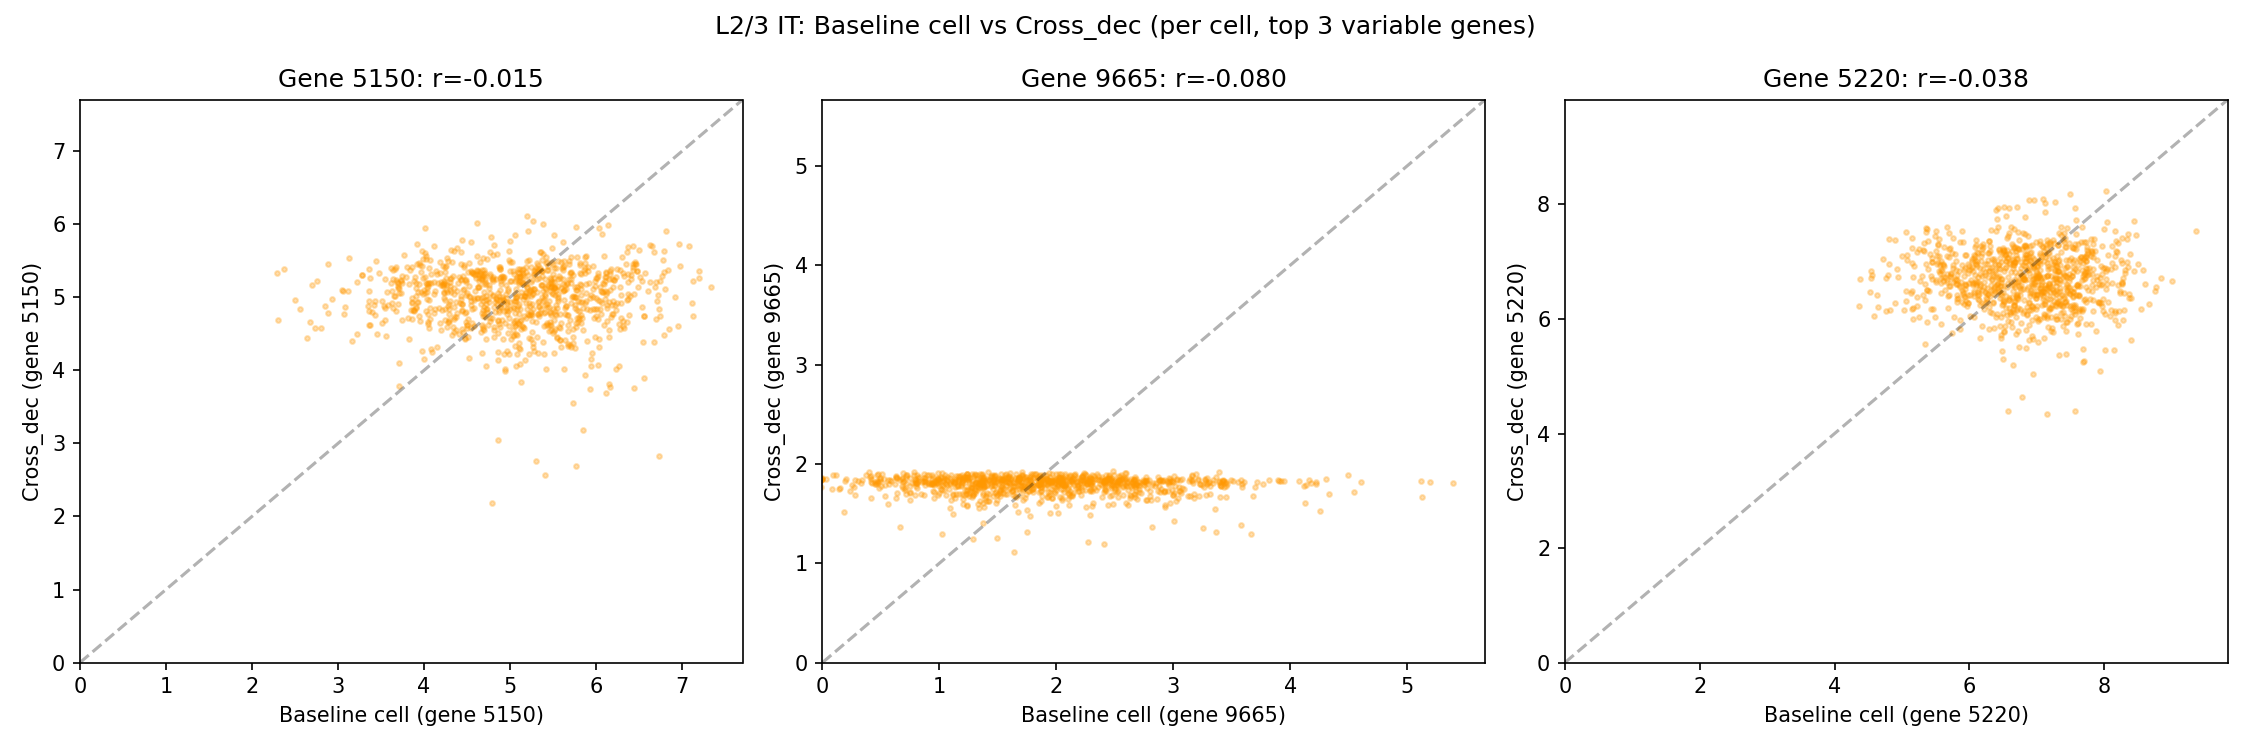 L2/3 IT: Baseline cell vs Cross_dec (per cell, top 3 variable genes)
Gene 5150: r=-0.015
Cross_dec (gene 5150)
7
6
5
4
3
2
1
0
0 1 2 3 4 5 6 7
Baseline cell (gene 5150)
Gene 9665: r=-0.080
Cross_dec (gene 9665)
5
4
3
2
1
0
0 1 2 3 4 5
Baseline cell (gene 9665)
Gene 5220: r=-0.038
Cross_dec (gene 5220)
8
6
4
2
0
0 2 4 6 8
Baseline cell (gene 5220)